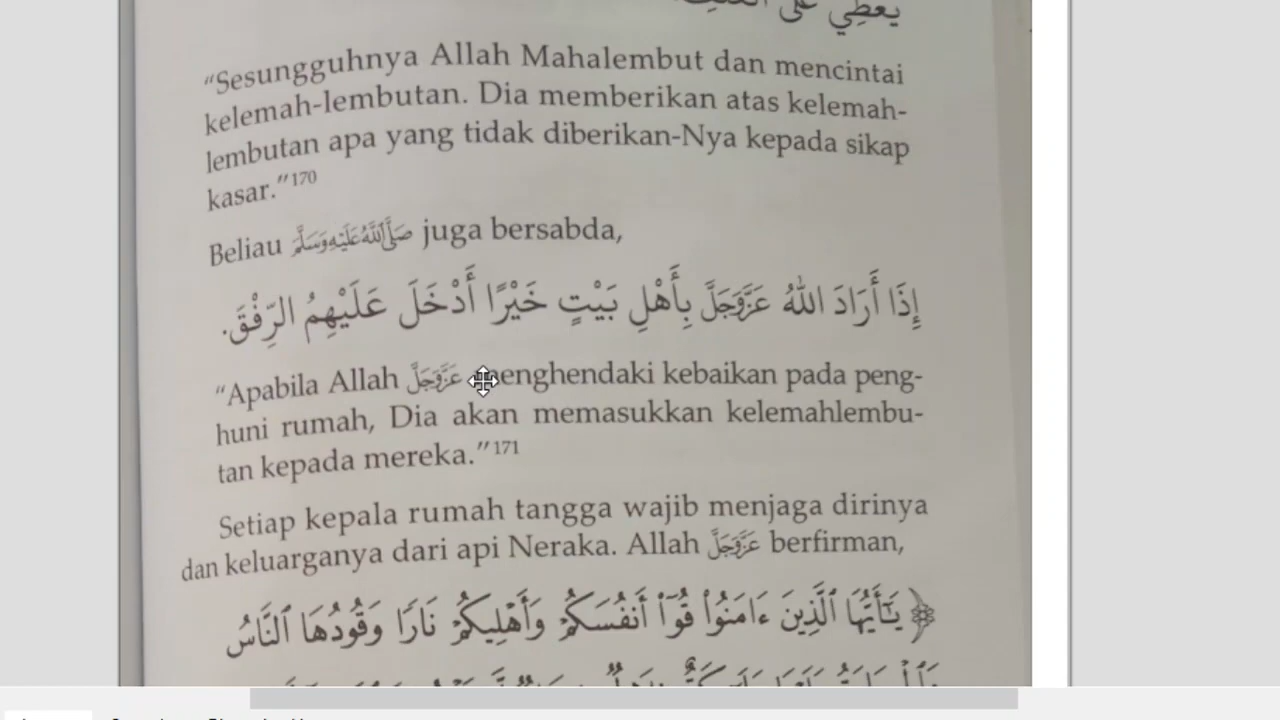 يعطي على
“Sesungguhnya Allah Mahalembut dan mencintai
kelemah-lembutan. Dia memberikan atas kelemah-
lembutan apa yang tidak diberikan-Nya kepada sikap
kasar.”170
Beliau صَلَّى اللَّهُ عَلَيْهِ وَسَلَّمَ juga bersabda,
إِذَا أَرَادَ اللهُ عَزَّوَجَلَّ بِأَهْلِ بَيْتٍ خَيْرًا أَدْخَلَ عَلَيْهِمُ الرِّفْقَ.
“Apabila Allah عَزَّوَجَلَّ menghendaki kebaikan pada peng-
huni rumah, Dia akan memasukkan kelemahlembu-
tan kepada mereka.”171
Setiap kepala rumah tangga wajib menjaga dirinya
dan keluarganya dari api Neraka. Allah عَزَّوَجَلَّ berfirman,
﴿ يَٰٓأَيُّهَا ٱلَّذِينَ ءَامَنُوا۟ قُوٓا۟ أَنفُسَكُمْ وَأَهْلِيكُمْ نَارًا وَقُودُهَا ٱلنَّاسُ